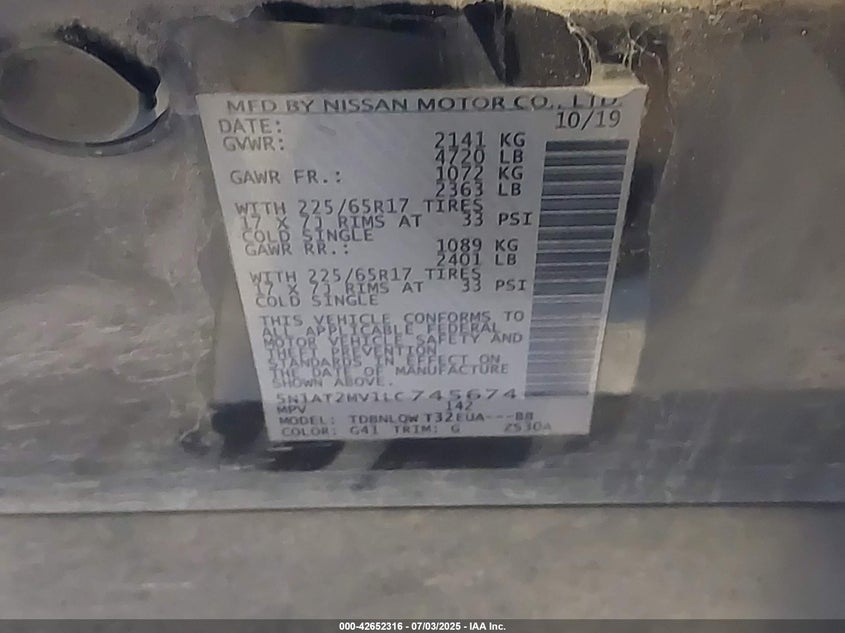 MFD BY NISSAN MOTOR CO., LTD.
DATE: 10/19
GVWR: 2141 KG
4720 LB
GAWR FR.: 1072 KG
2363 LB
WITH 225/65R17 TIRES
17 X 7J RIMS AT 33 PSI
COLD SINGLE
GAWR RR.: 1089 KG
2401 LB
WITH 225/65R17 TIRES
17 X 7J RIMS AT 33 PSI
COLD SINGLE
THIS VEHICLE CONFORMS TO
ALL APPLICABLE FEDERAL
MOTOR VEHICLE SAFETY AND
THEFT PREVENTION
STANDARDS IN EFFECT ON
THE DATE OF MANUFACTURE
SHOWN ABOVE.
5N1AT2MV1LC745674
MPV 142
MODEL: TDBNLQW T32EUA---BB
COLOR: G41 TRIM: G ZS30A
000-42652316 - 07/03/2025 - IAA Inc.